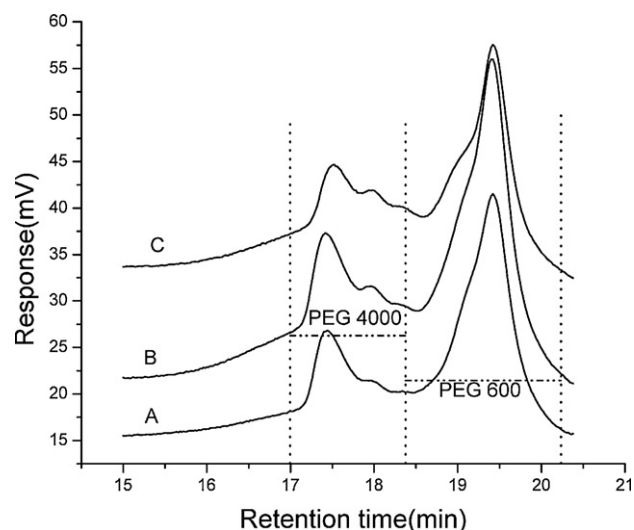 60
55
50
45
40
35
30
25
20
15
Response(mV)
C
B
A
PEG 4000
PEG 600
15 16 17 18 19 20 21
Retention time(min)